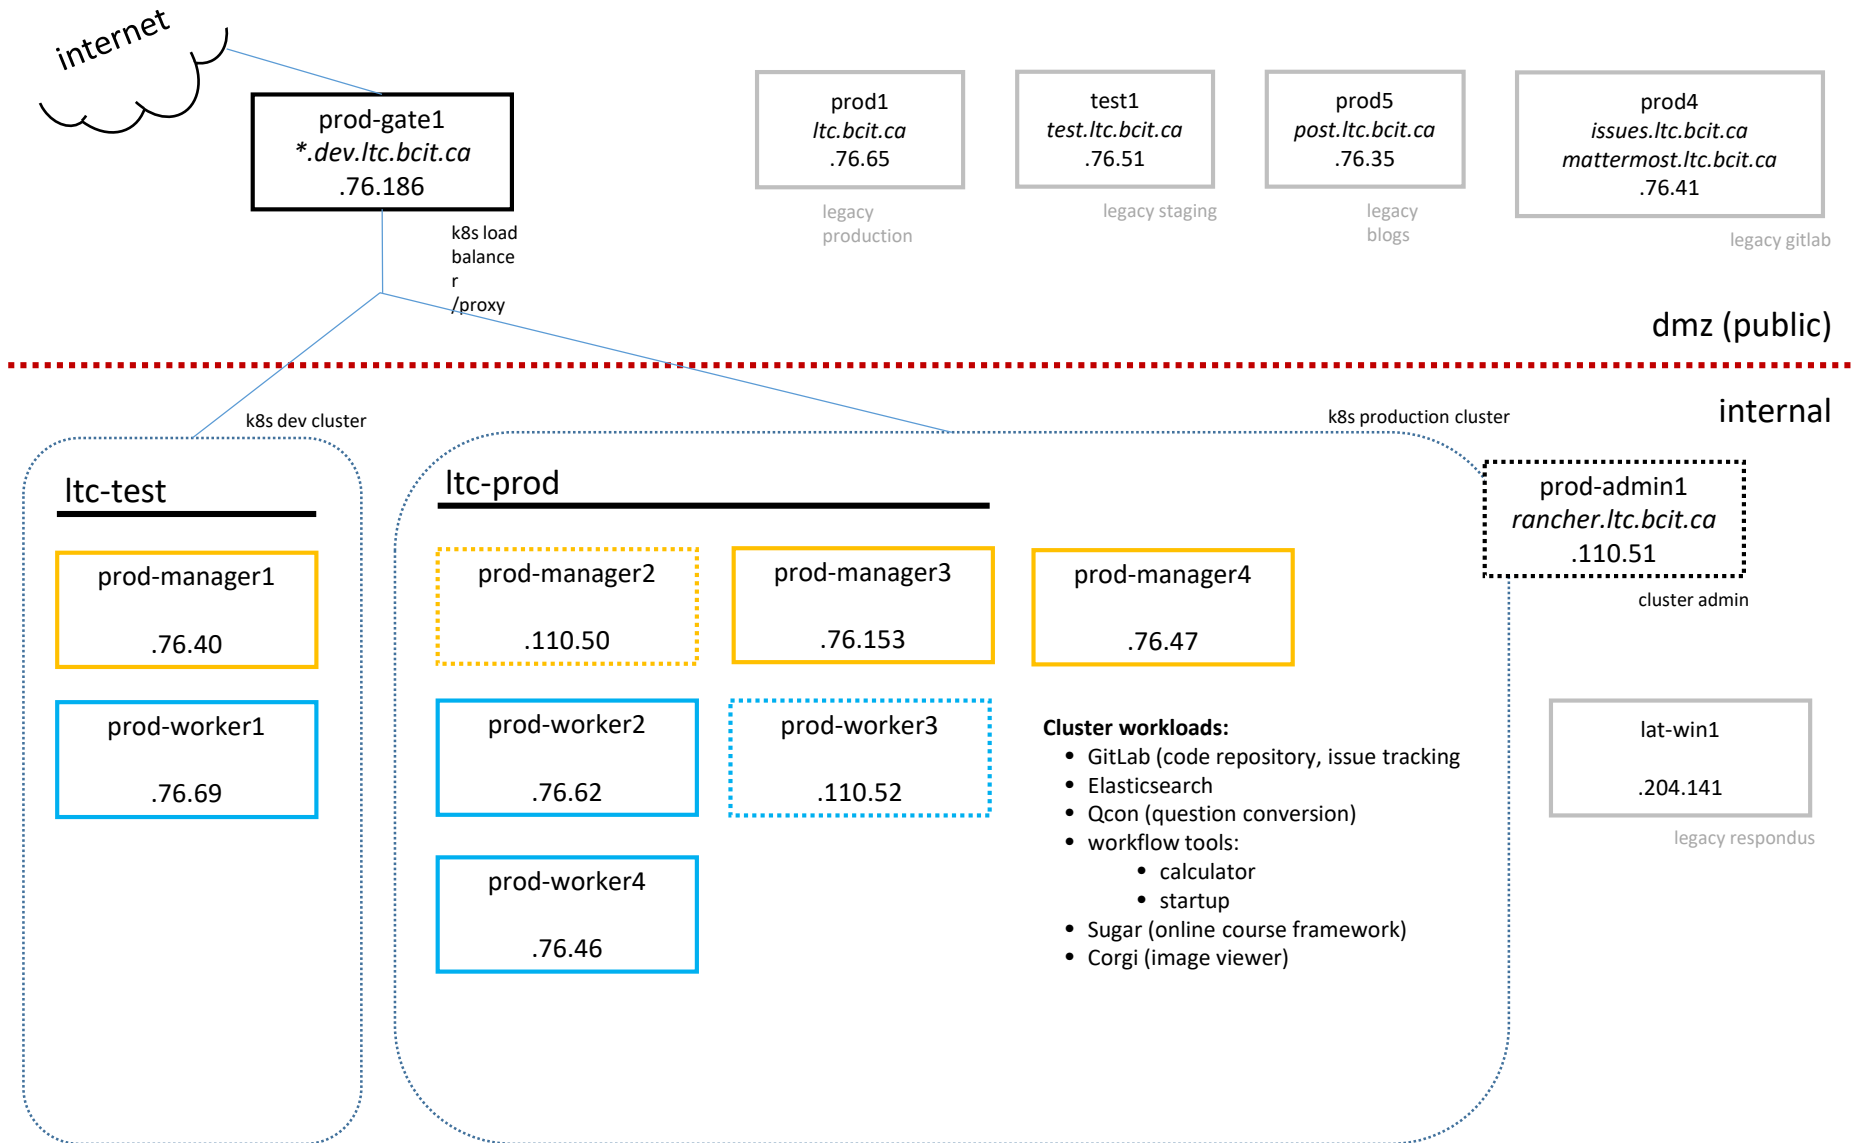 internet
prod-gate1
*.dev.ltc.bcit.ca
.76.186
k8s load
balance
r
/proxy
prod1
ltc.bcit.ca
.76.65
legacy
production
test1
test.ltc.bcit.ca
.76.51
legacy staging
prod5
post.ltc.bcit.ca
.76.35
legacy
blogs
prod4
issues.ltc.bcit.ca
mattermost.ltc.bcit.ca
.76.41
legacy gitlab
dmz (public)
internal
k8s dev cluster
k8s production cluster
ltc-test
prod-manager1
.76.40
prod-worker1
.76.69
ltc-prod
prod-manager2
.110.50
prod-manager3
.76.153
prod-manager4
.76.47
prod-worker2
.76.62
prod-worker3
.110.52
prod-worker4
.76.46
Cluster workloads:
• GitLab (code repository, issue tracking
• Elasticsearch
• Qcon (question conversion)
• workflow tools:
• calculator
• startup
• Sugar (online course framework)
• Corgi (image viewer)
prod-admin1
rancher.ltc.bcit.ca
.110.51
cluster admin
lat-win1
.204.141
legacy respondus